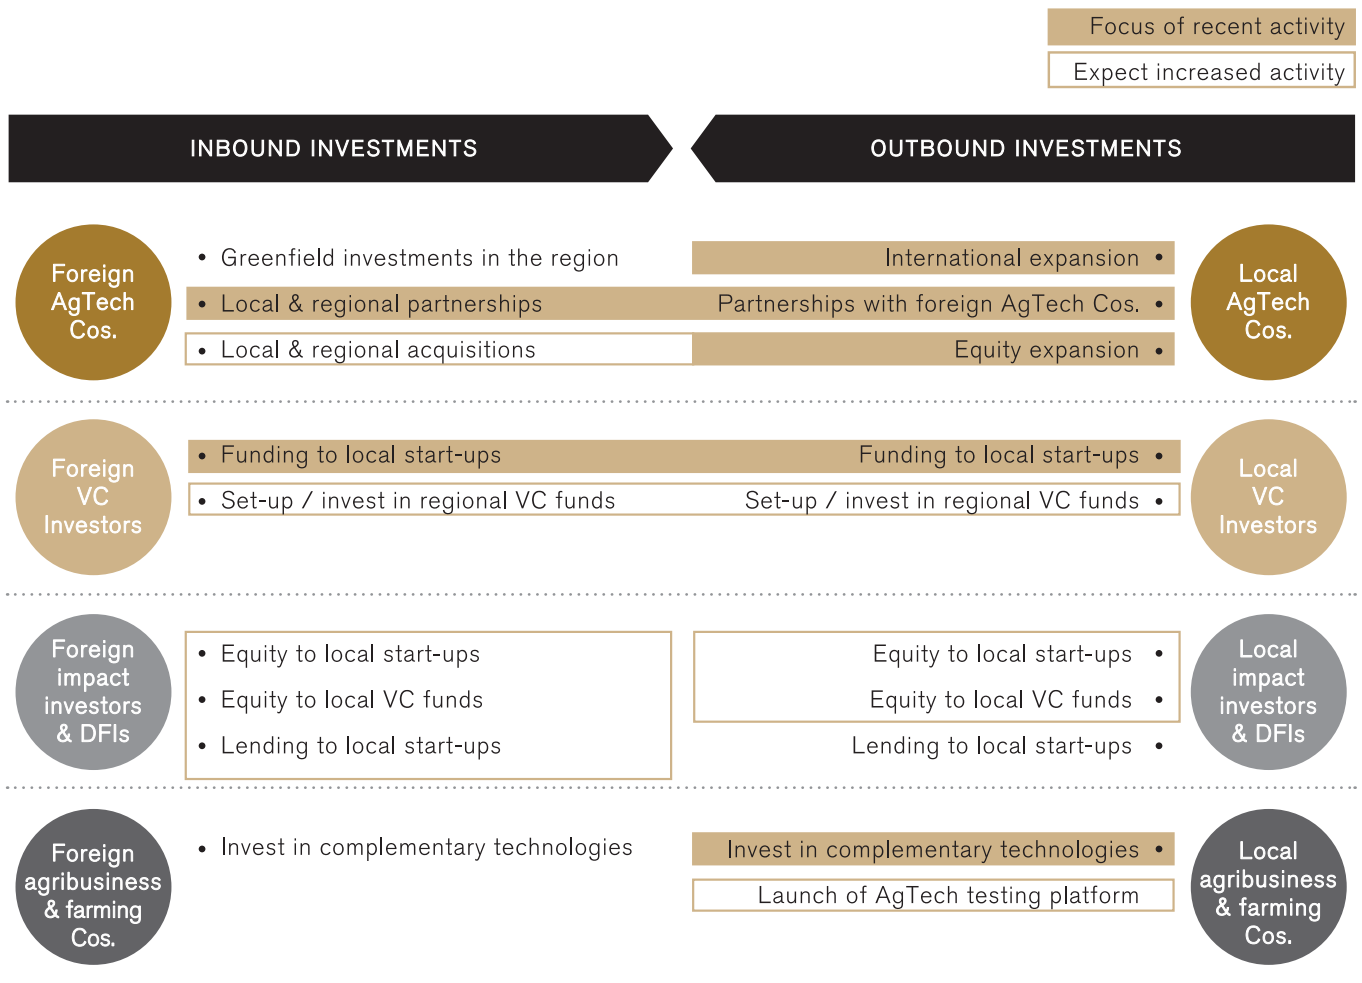 Focus of recent activity
Expect increased activity
INBOUND INVESTMENTS
OUTBOUND INVESTMENTS
Foreign
AgTech
Cos.
• Greenfield investments in the region
• Local & regional partnerships
• Local & regional acquisitions
International expansion •
Partnerships with foreign AgTech Cos. •
Equity expansion •
Local
AgTech
Cos.
Foreign
VC
Investors
• Funding to local start-ups
• Set-up / invest in regional VC funds
Funding to local start-ups •
Set-up / invest in regional VC funds •
Local
VC
Investors
Foreign
impact
investors
& DFIs
• Equity to local start-ups
• Equity to local VC funds
• Lending to local start-ups
Equity to local start-ups •
Equity to local VC funds •
Lending to local start-ups •
Local
impact
investors
& DFIs
Foreign
agribusiness
& farming
Cos.
• Invest in complementary technologies
Invest in complementary technologies •
Launch of AgTech testing platform
Local
agribusiness
& farming
Cos.